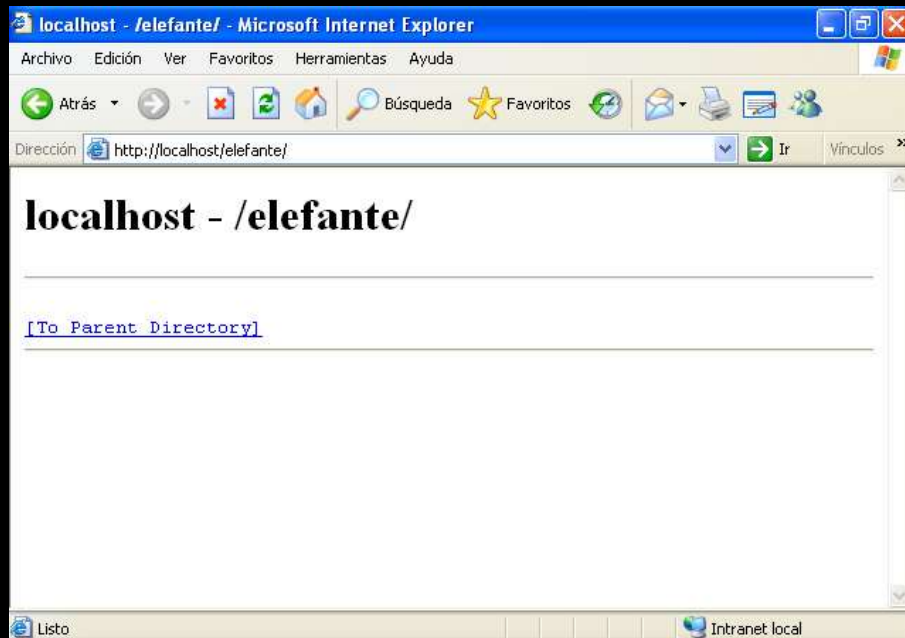 localhost - /elefante/ - Microsoft Internet Explorer
Archivo Edición Ver Favoritos Herramientas Ayuda
Atrás Búsqueda Favoritos
Dirección http://localhost/elefante/ Ir Vínculos »
localhost - /elefante/
[To Parent Directory]
Listo Intranet local